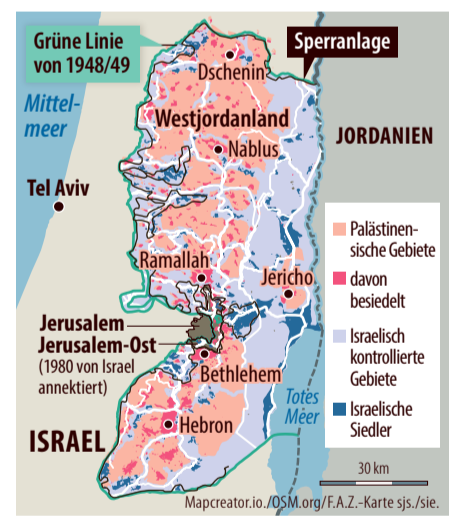 Grüne Linie
von 1948/49
Sperranlage
Dschenin
Mittel-
meer
Westjordanland
JORDANIEN
Nablus
Tel Aviv
Palästinen-
sische Gebiete
davon
besiedelt
Israelisch
kontrollierte
Gebiete
Israelische
Siedler
Ramallah
Jericho
Jerusalem
Jerusalem-Ost
(1980 von Israel
annektiert)
Bethlehem
Totes
Meer
Hebron
ISRAEL
30 km
Mapcreator.io./OSM.org/F.A.Z.-Karte sjs./sie.